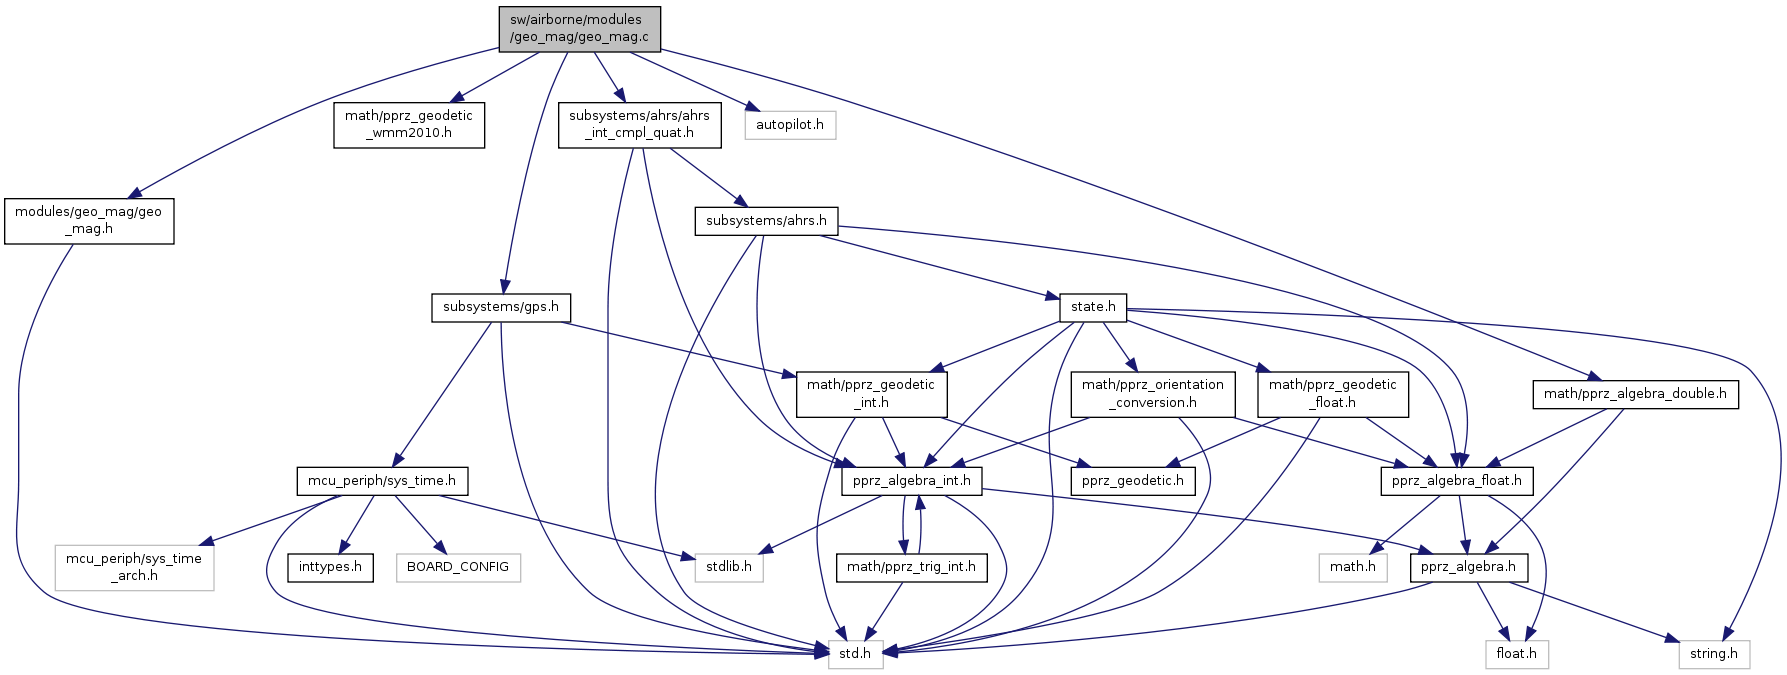 sw/airborne/modules
/geo_mag/geo_mag.c
math/pprz_geodetic
_wmm2010.h
subsystems/ahrs/ahrs
_int_cmpl_quat.h
autopilot.h
modules/geo_mag/geo
_mag.h
subsystems/ahrs.h
subsystems/gps.h
state.h
math/pprz_geodetic
_int.h
math/pprz_orientation
_conversion.h
math/pprz_geodetic
_float.h
math/pprz_algebra_double.h
mcu_periph/sys_time.h
pprz_algebra_int.h
pprz_geodetic.h
pprz_algebra_float.h
mcu_periph/sys_time
_arch.h
inttypes.h
BOARD_CONFIG
stdlib.h
math/pprz_trig_int.h
math.h
pprz_algebra.h
std.h
float.h
string.h